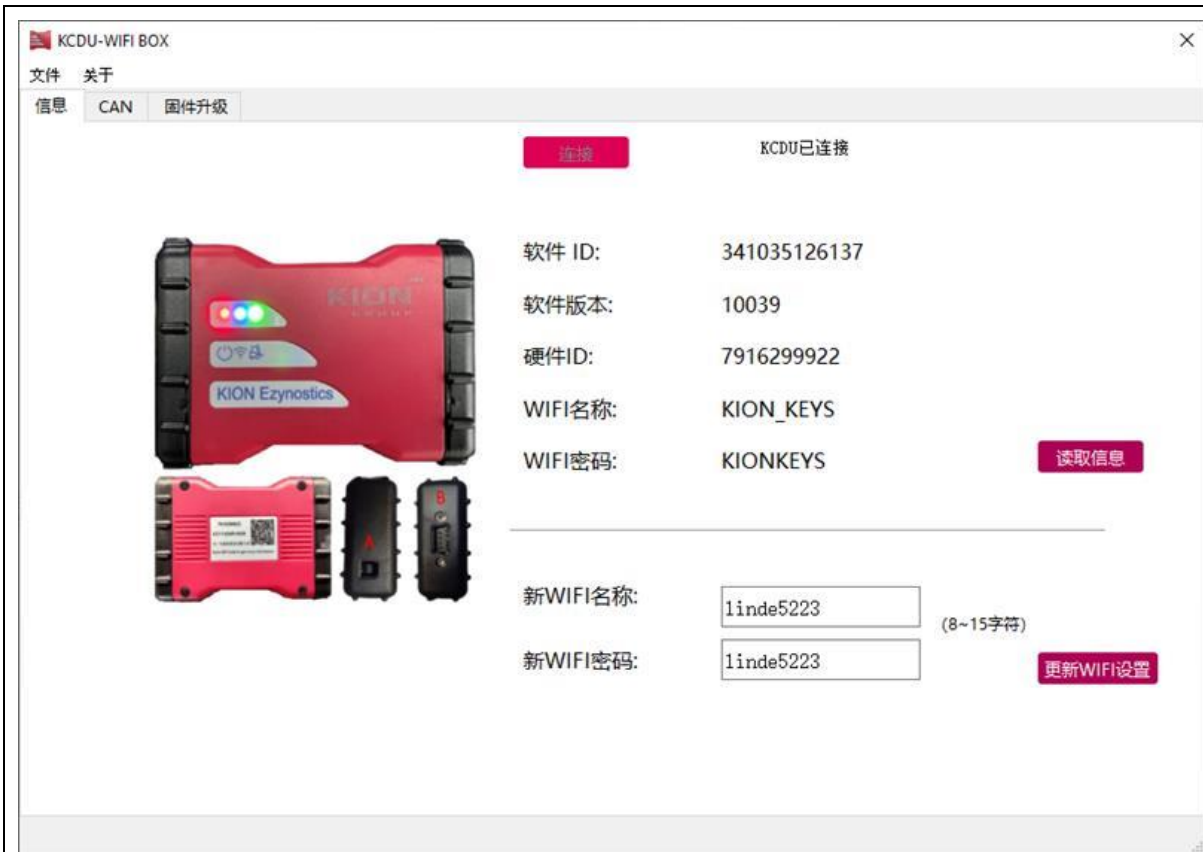 KCDU-WIFI BOX
文件 关于
信息 CAN 固件升级
连接 KCDU已连接
KION
GROUP
KION Ezynostics
A
B
软件 ID: 341035126137
软件版本: 10039
硬件ID: 7916299922
WIFI名称: KION_KEYS
WIFI密码: KIONKEYS
读取信息
新WIFI名称: linde5223 (8~15字符)
新WIFI密码: linde5223
更新WIFI设置